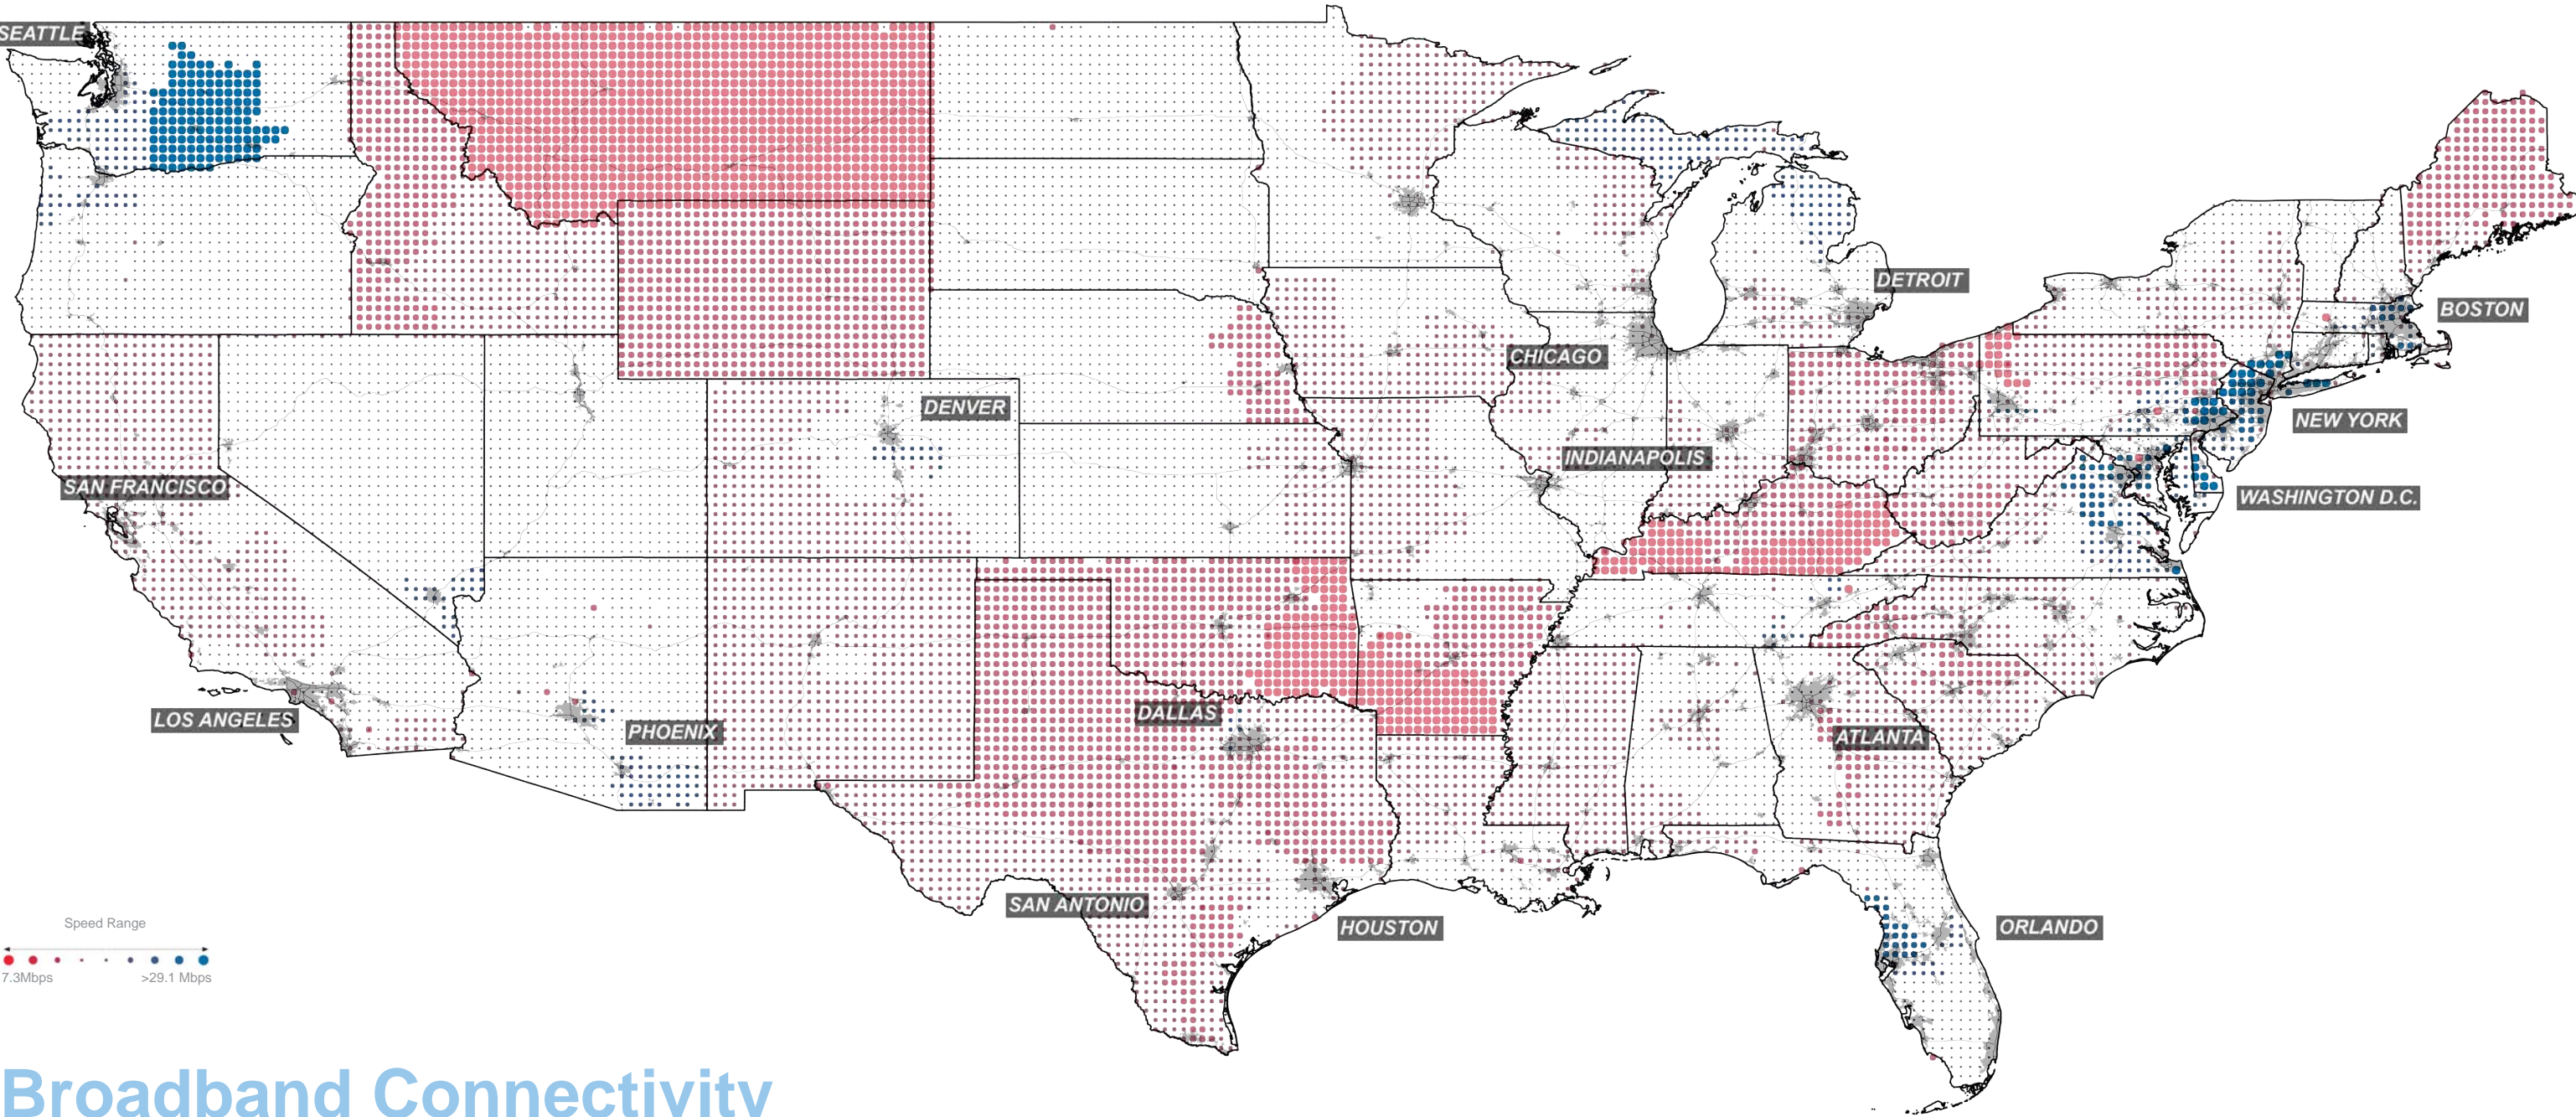 SEATTLE
DETROIT
BOSTON
CHICAGO
DENVER
NEW YORK
INDIANAPOLIS
SAN FRANCISCO
WASHINGTON D.C.
LOS ANGELES
DALLAS
PHOENIX
ATLANTA
SAN ANTONIO
HOUSTON
ORLANDO
Speed Range
7.3Mbps >29.1 Mbps
Broadband Connectivity